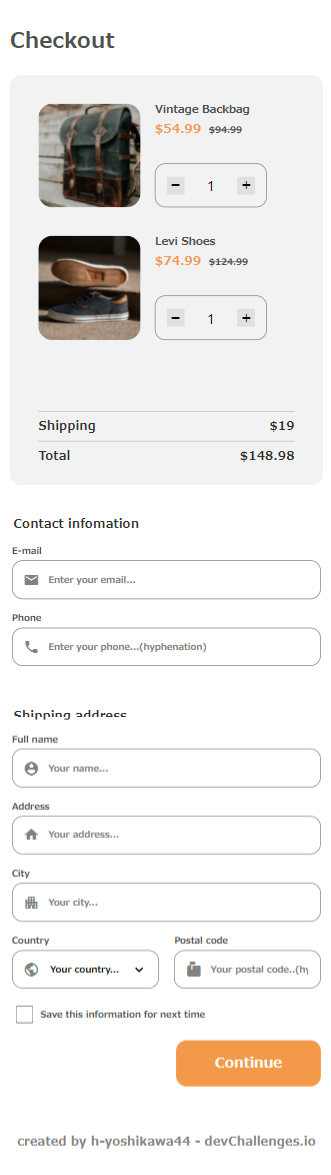 Checkout
Vintage Backbag
$54.99 $94.99
- 1 +
Levi Shoes
$74.99 $124.99
- 1 +
Shipping $19
Total $148.98
Contact infomation
E-mail
Enter your email...
Phone
Enter your phone...(hyphenation)
Shipping address
Full name
Your name...
Address
Your address...
City
Your city...
Country Postal code
Your country... Your postal code..(hy
Save this information for next time
Continue
created by h-yoshikawa44 - devChallenges.io